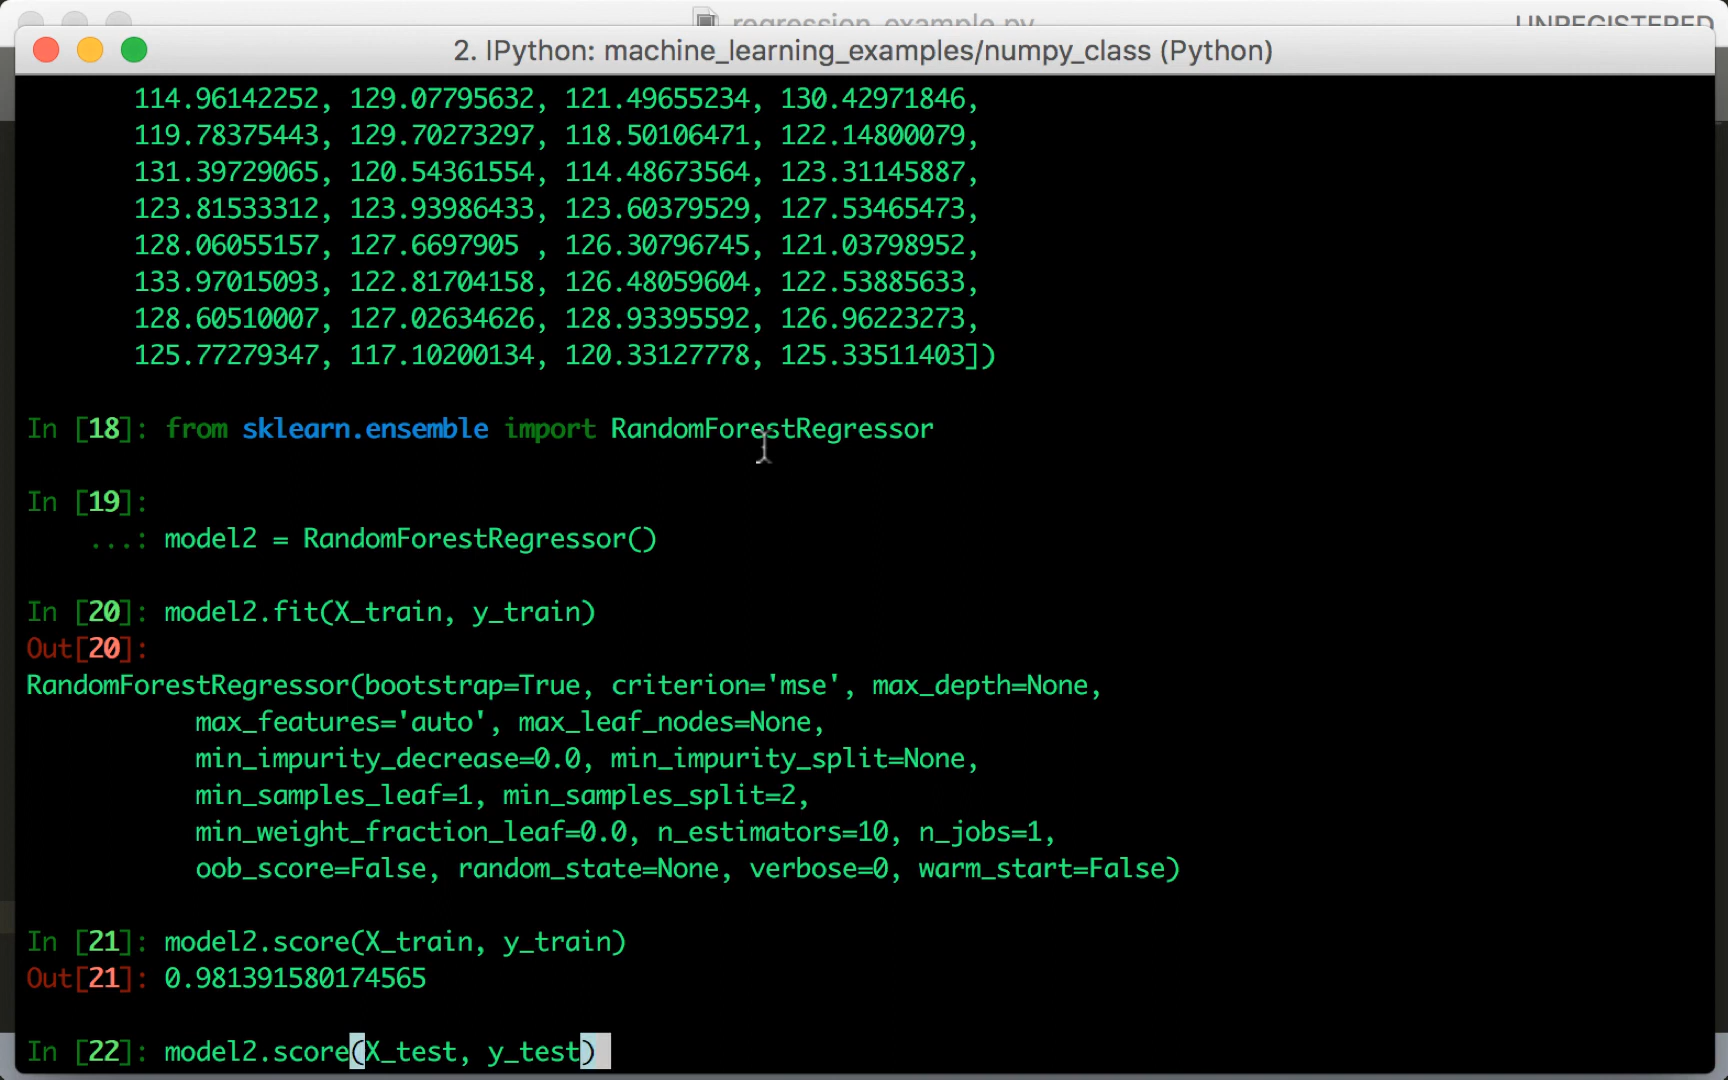 regression_example.py UNREGISTERED
2. IPython: machine_learning_examples/numpy_class (Python)
114.96142252, 129.07795632, 121.49655234, 130.42971846,
119.78375443, 129.70273297, 118.50106471, 122.14800079,
131.39729065, 120.54361554, 114.48673564, 123.31145887,
123.81533312, 123.93986433, 123.60379529, 127.53465473,
128.06055157, 127.6697905 , 126.30796745, 121.03798952,
133.97015093, 122.81704158, 126.48059604, 122.53885633,
128.60510007, 127.02634626, 128.93395592, 126.96223273,
125.77279347, 117.10200134, 120.33127778, 125.33511403])
In [18]: from sklearn.ensemble import RandomForestRegressor
In [19]:
...: model2 = RandomForestRegressor()
In [20]: model2.fit(X_train, y_train)
Out[20]:
RandomForestRegressor(bootstrap=True, criterion='mse', max_depth=None,
max_features='auto', max_leaf_nodes=None,
min_impurity_decrease=0.0, min_impurity_split=None,
min_samples_leaf=1, min_samples_split=2,
min_weight_fraction_leaf=0.0, n_estimators=10, n_jobs=1,
oob_score=False, random_state=None, verbose=0, warm_start=False)
In [21]: model2.score(X_train, y_train)
Out[21]: 0.981391580174565
In [22]: model2.score(X_test, y_test)